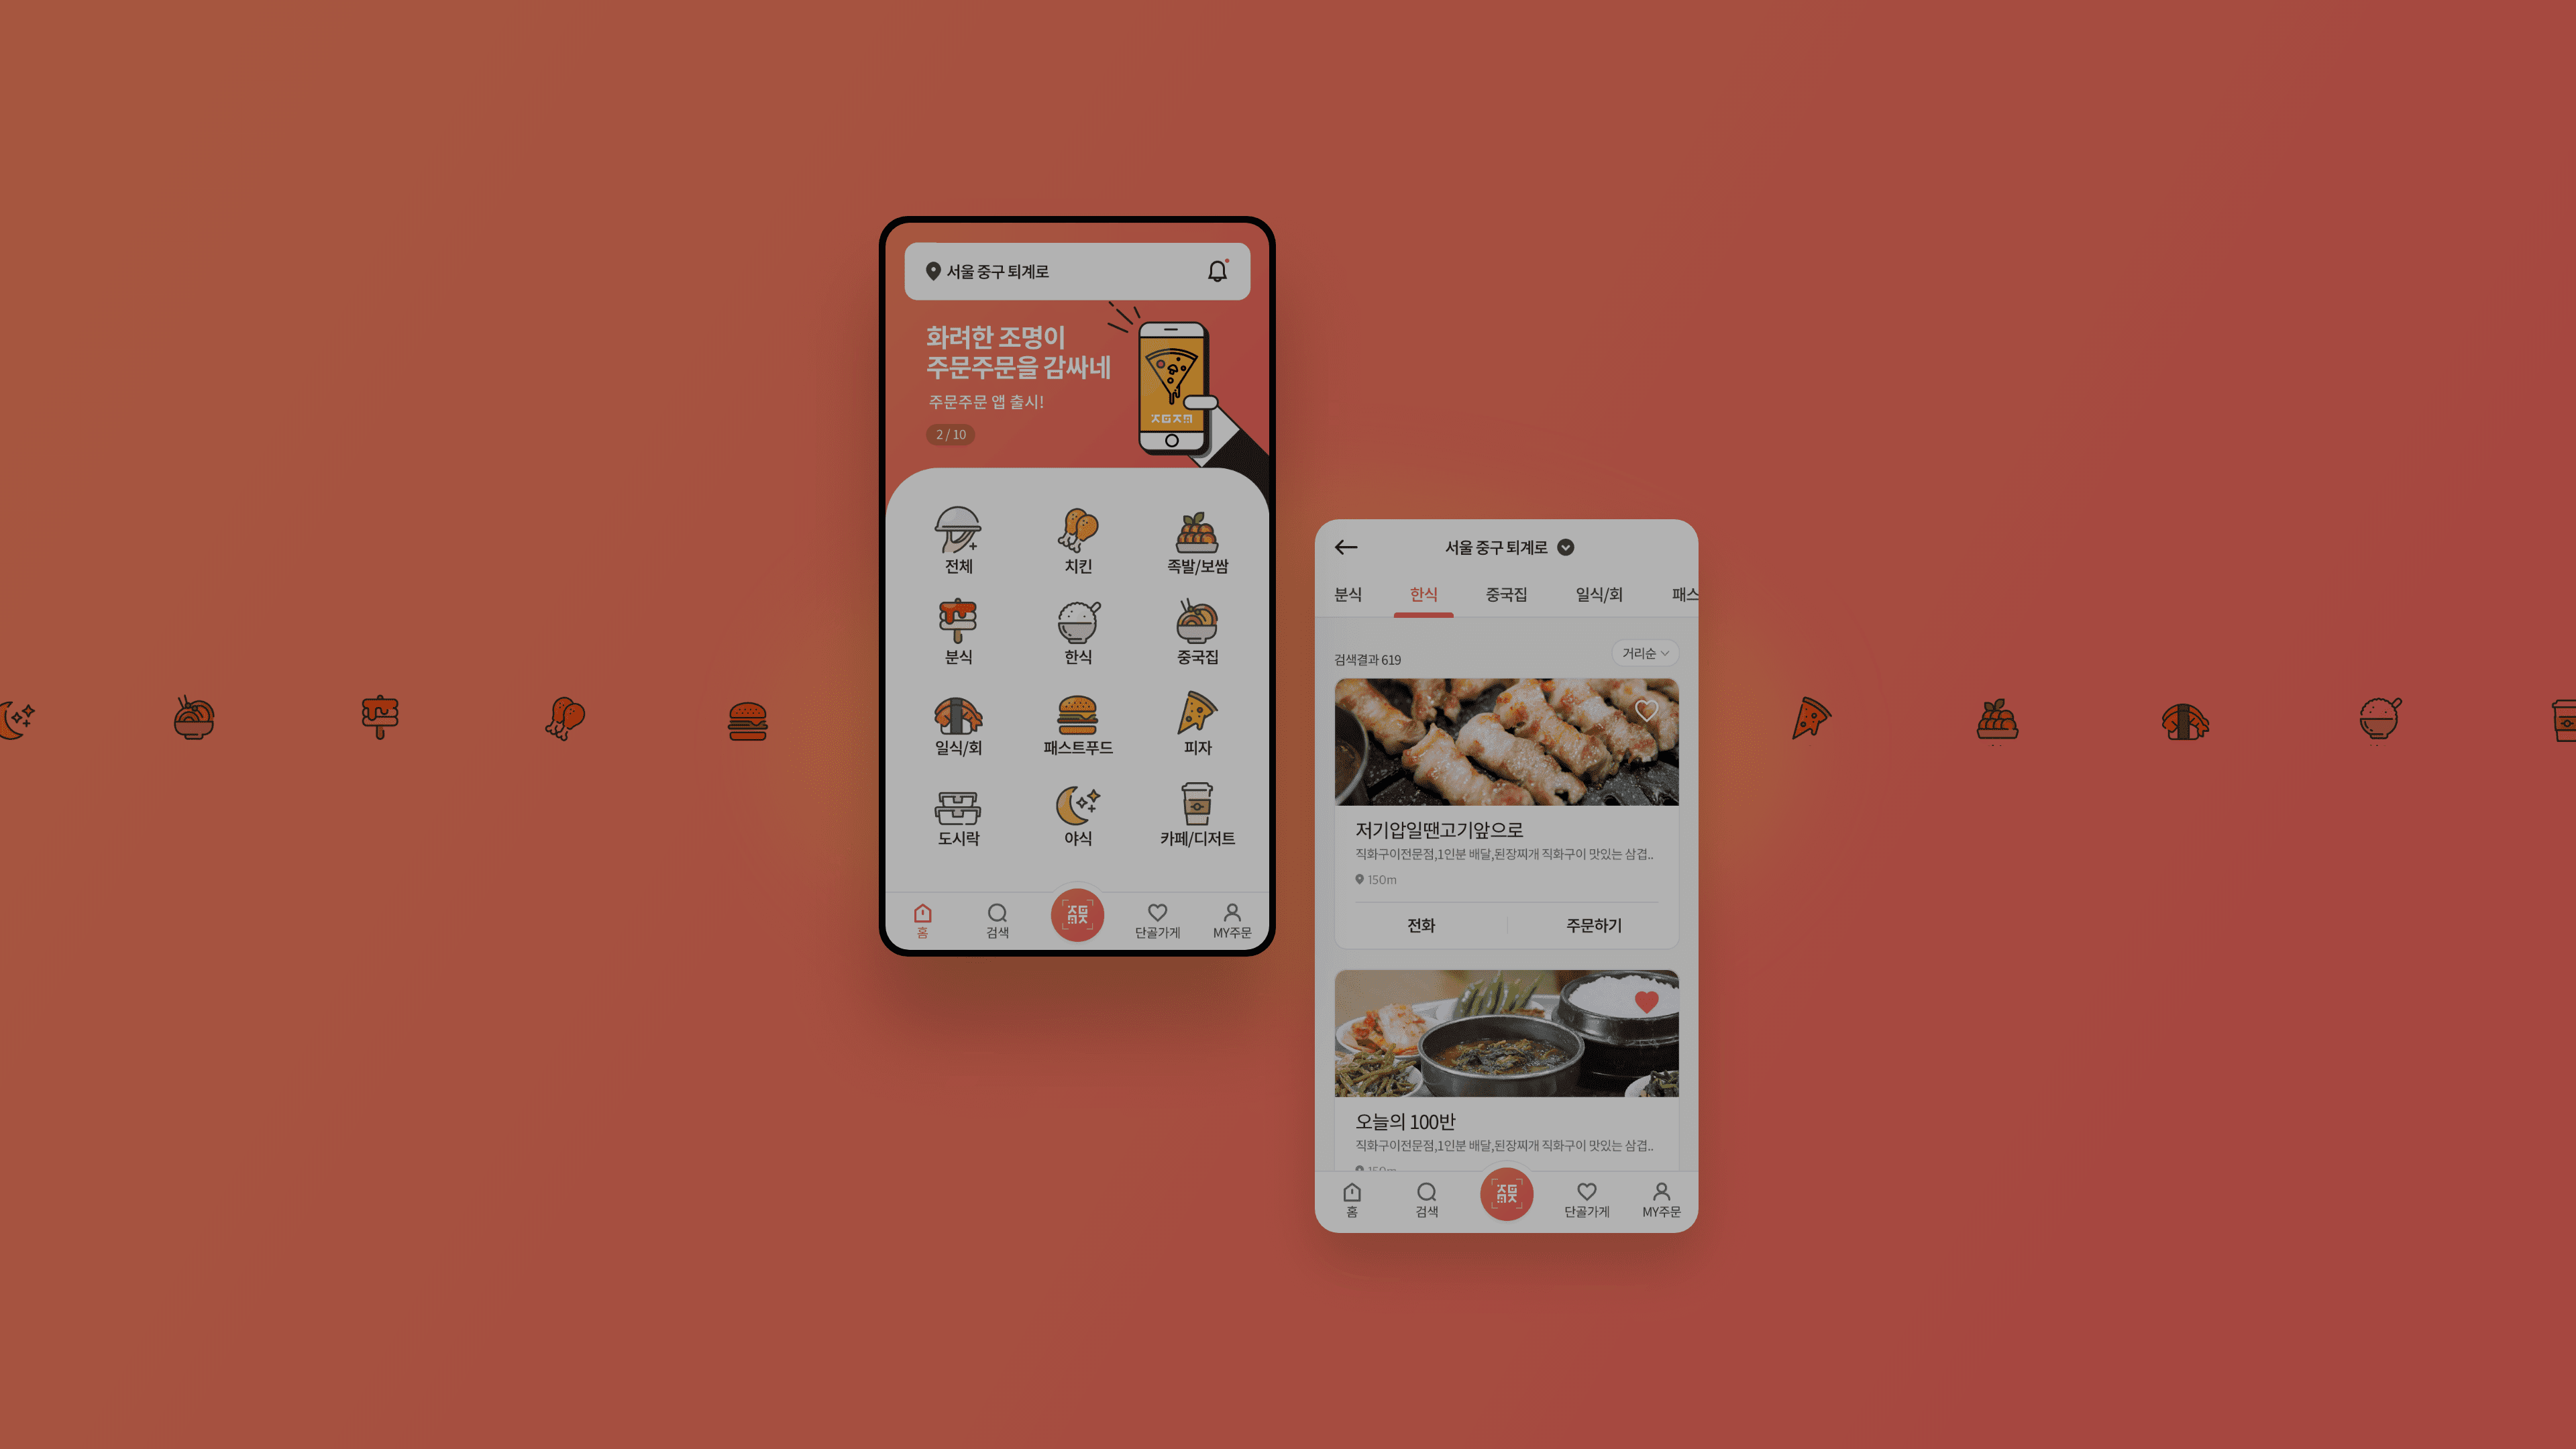 서울 중구 퇴계로
화려한 조명이
주문주문을 감싸네
주문주문 앱 출시!
2 / 10
전체
치킨
족발/보쌈
분식
한식
중국집
일식/회
패스트푸드
피자
도시락
야식
카페/디저트
홈
검색
단골가게
MY주문
서울 중구 퇴계로
분식
한식
중국집
일식/회
패스
검색결과 619
거리순
저기압일땐고기앞으로
직화구이전문점,1인분 배달,된장찌개 직화구이 맛있는 삼겹..
150m
전화
주문하기
오늘의 100반
직화구이전문점,1인분 배달,된장찌개 직화구이 맛있는 삼겹..
홈
검색
단골가게
MY주문